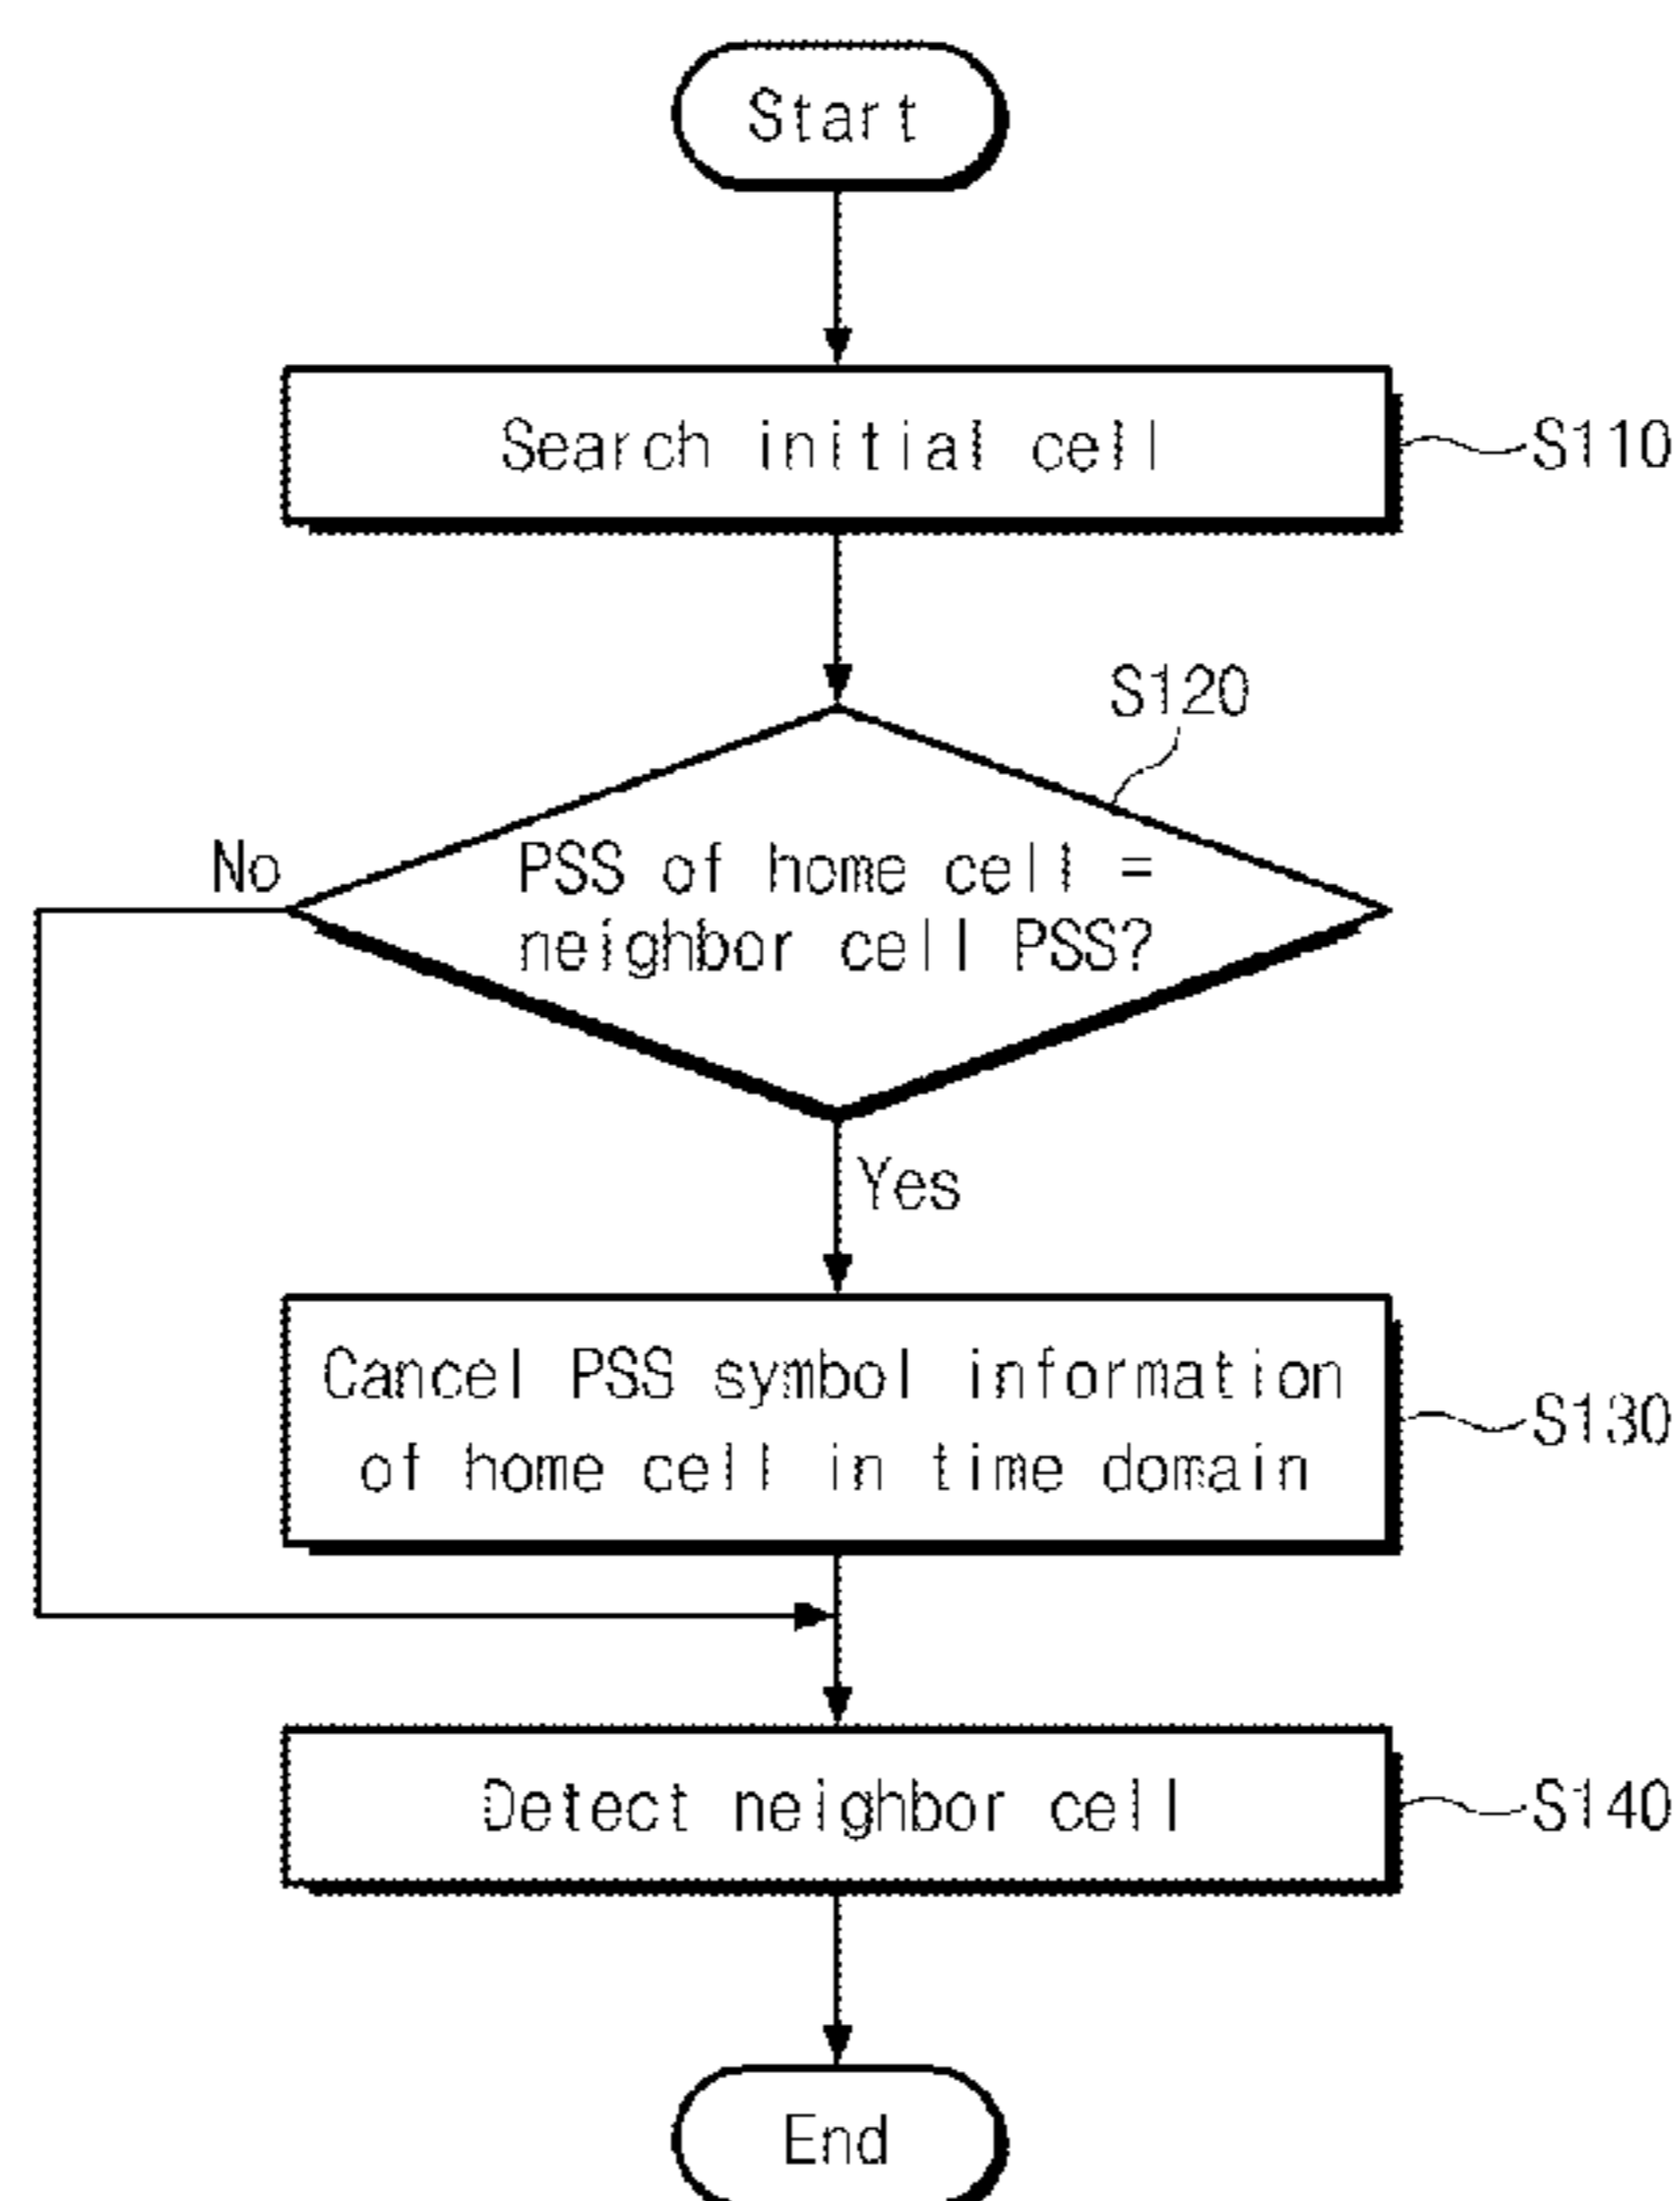 Start
Search initial cell
S110
S120
No
PSS of home cell =
neighbor cell PSS?
Yes
Cancel PSS symbol information
of home cell in time domain
S130
Detect neighbor cell
S140
End